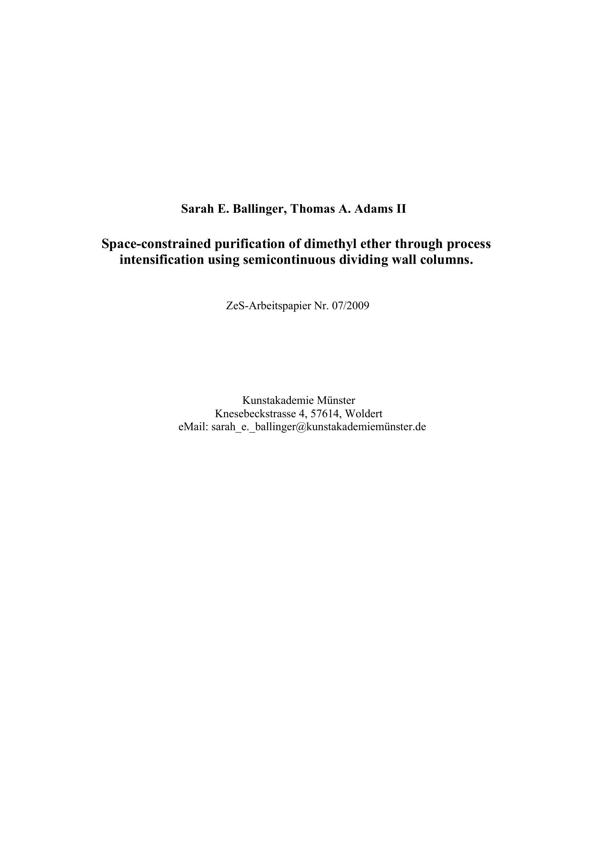 Sarah E. Ballinger, Thomas A. Adams II
Space-constrained purification of dimethyl ether through process
intensification using semicontinuous dividing wall columns.
ZeS-Arbeitspapier Nr. 07/2009
Kunstakademie Münster
Knesebeckstrasse 4, 57614, Woldert
eMail: sarah_e._ballinger@kunstakademiemünster.de